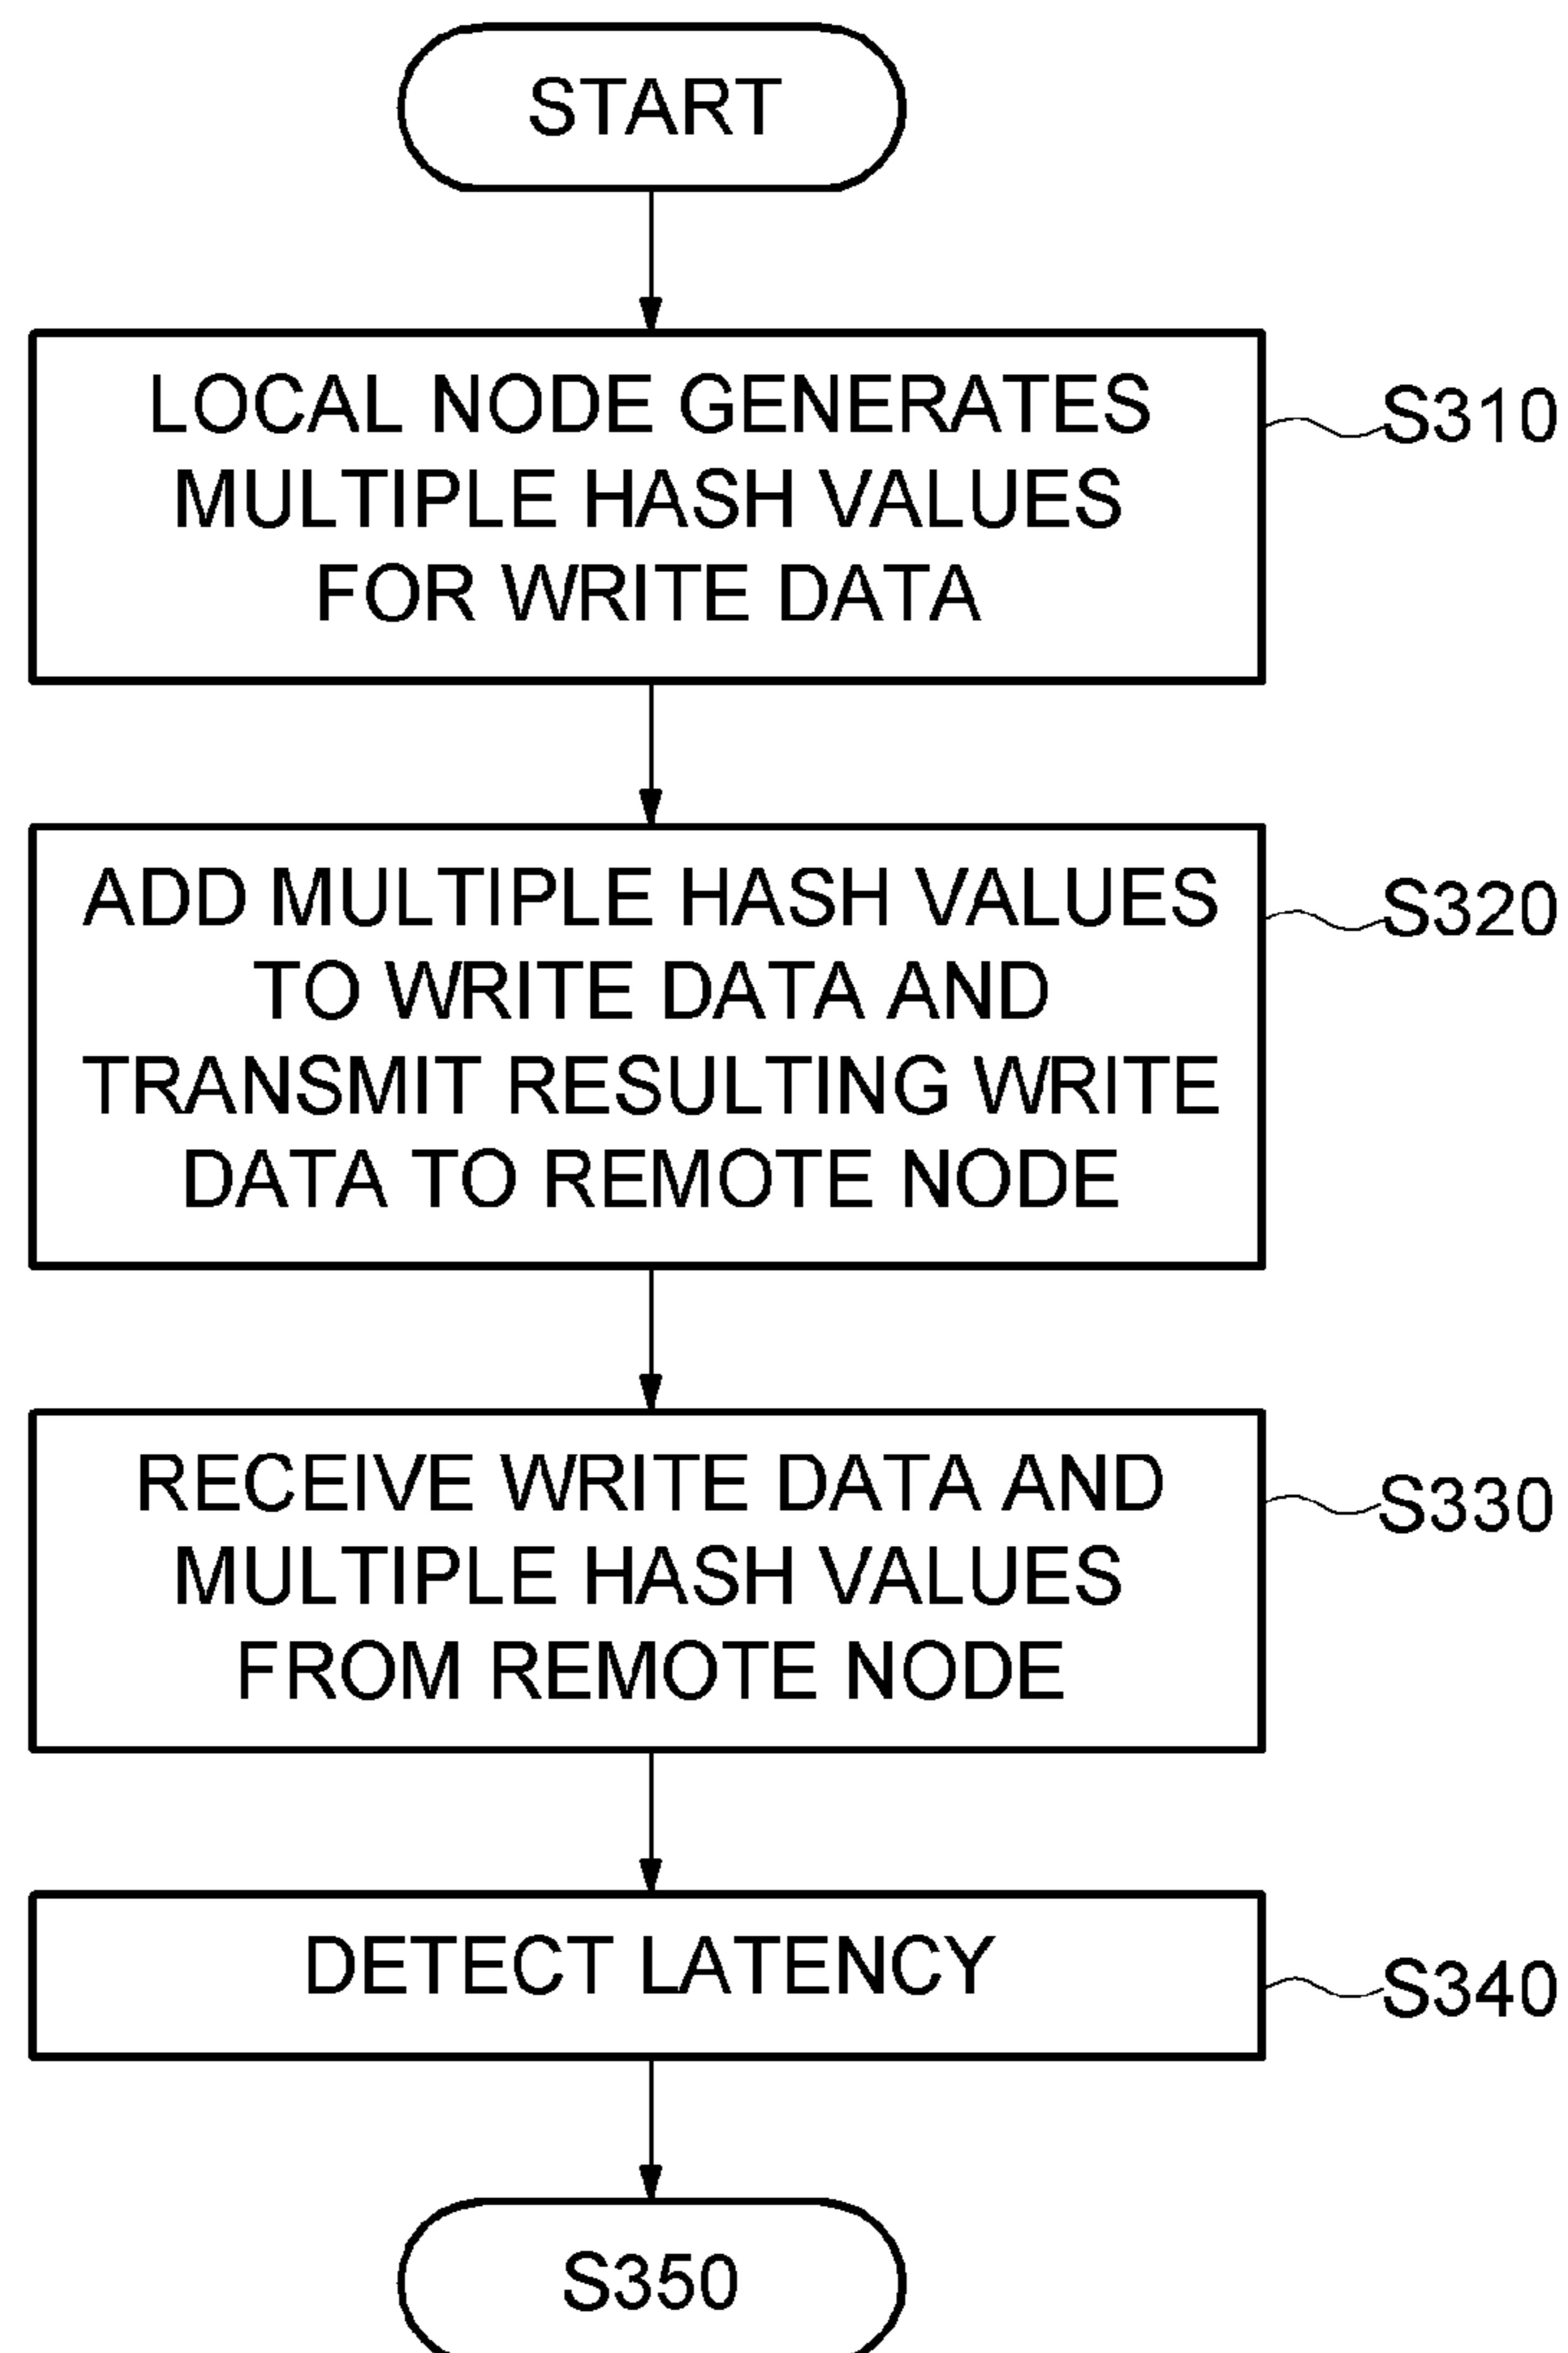 START
LOCAL NODE GENERATES
MULTIPLE HASH VALUES
FOR WRITE DATA
S310
ADD MULTIPLE HASH VALUES
TO WRITE DATA AND
TRANSMIT RESULTING WRITE
DATA TO REMOTE NODE
S320
RECEIVE WRITE DATA AND
MULTIPLE HASH VALUES
FROM REMOTE NODE
S330
DETECT LATENCY
S340
S350